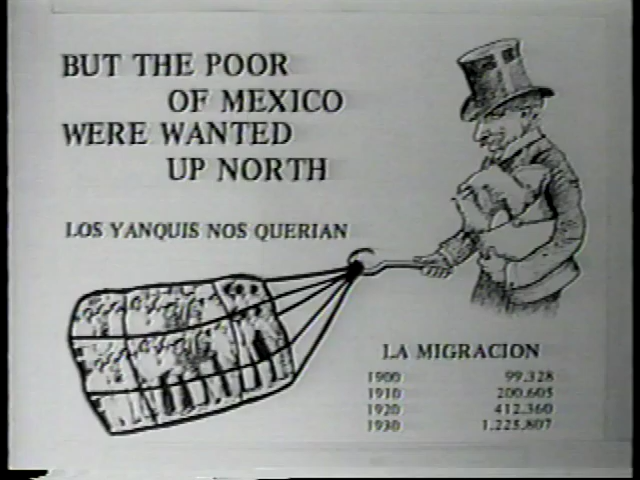 BUT THE POOR
OF MEXICO
WERE WANTED
UP NORTH
LOS YANQUIS NOS QUERIAN
LA MIGRACION
1900 99.328
1910 200.605
1920 412.360
1930 1.225.807